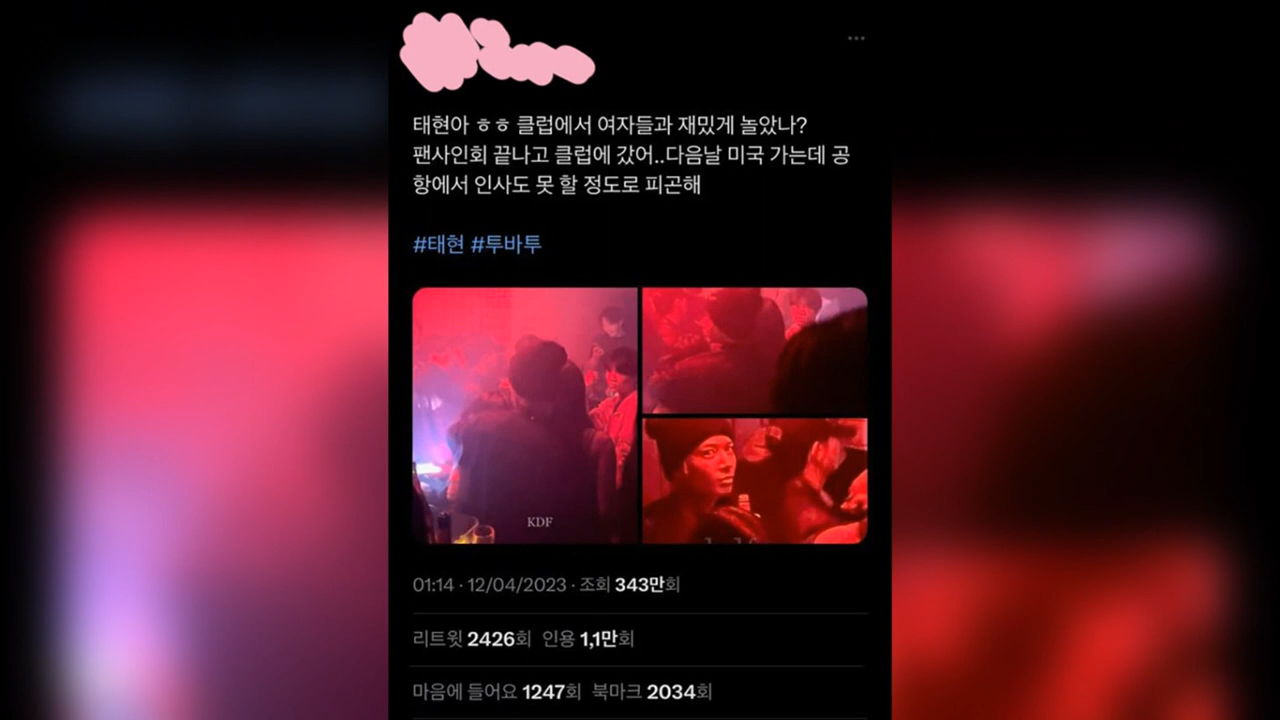 태현아 ㅎㅎ 클럽에서 여자들과 재밌게 놀았나?
팬사인회 끝나고 클럽에 갔어..다음날 미국 가는데 공
항에서 인사도 못 할 정도로 피곤해
#태현 #투바투
KDF
01:14 · 12/04/2023 · 조회 343만회
리트윗 2426회 인용 1,1만회
마음에 들어요 1247회 북마크 2034회